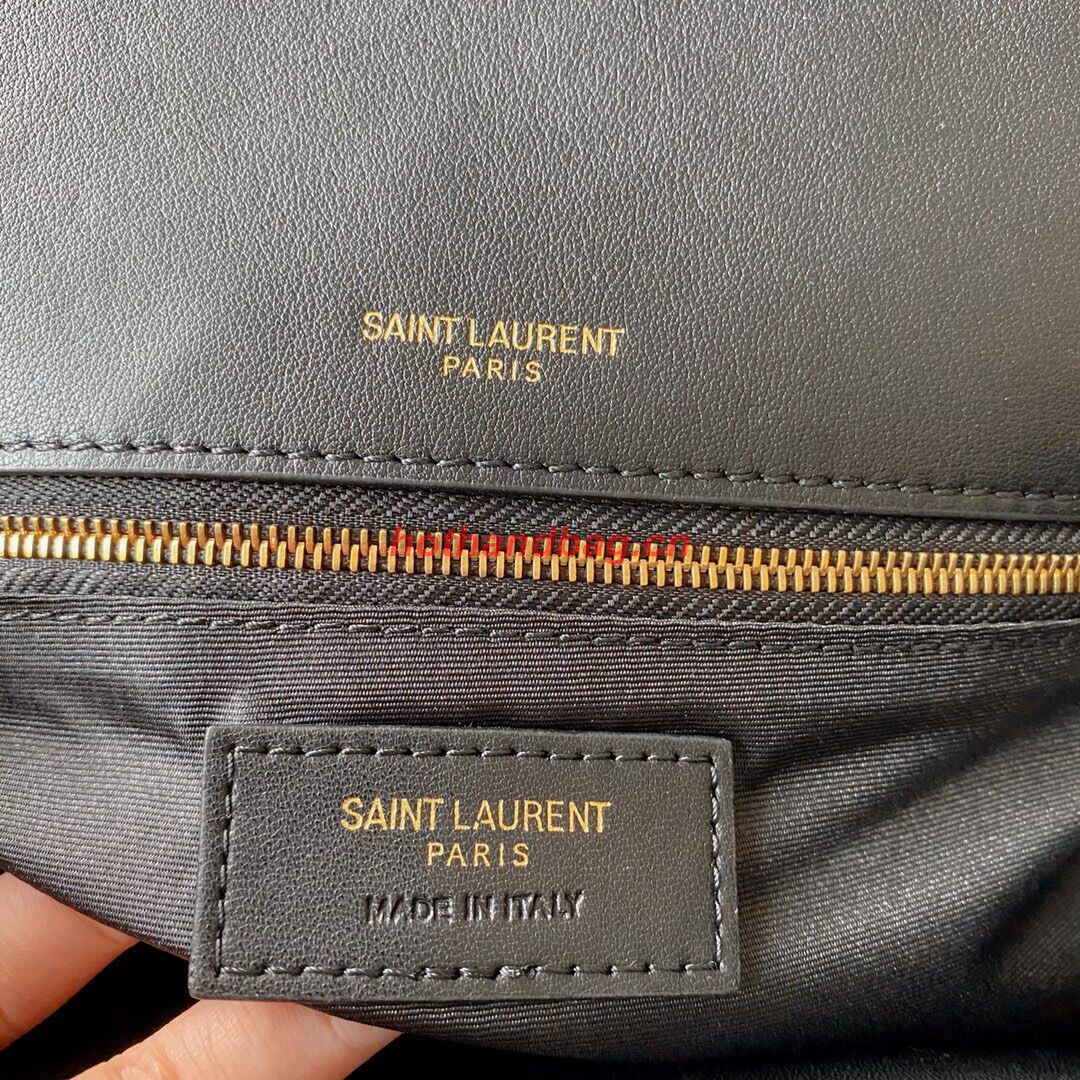 SAINT LAURENT
PARIS
hothandbag.cn
SAINT LAURENT
PARIS
MADE IN ITALY